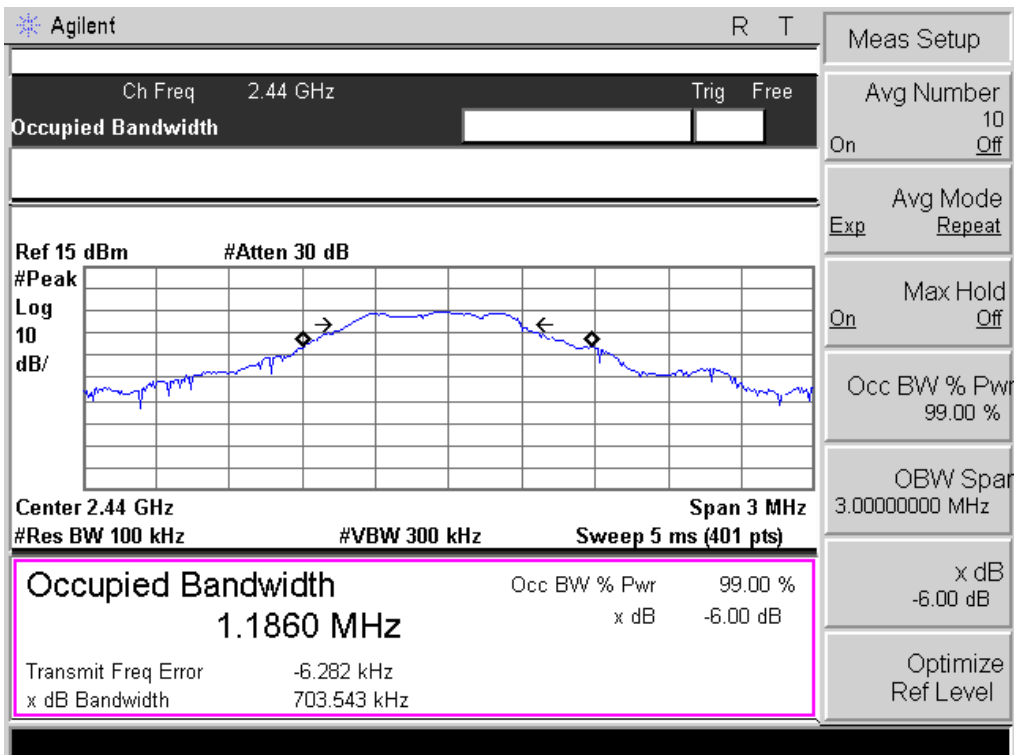 Agilent R T
Ch Freq 2.44 GHz Trig Free
Occupied Bandwidth
Ref 15 dBm #Atten 30 dB
#Peak
Log
10
dB/
Center 2.44 GHz Span 3 MHz
#Res BW 100 kHz #VBW 300 kHz Sweep 5 ms (401 pts)
Occupied Bandwidth Occ BW % Pwr 99.00 %
1.1860 MHz x dB -6.00 dB
Transmit Freq Error -6.282 kHz
x dB Bandwidth 703.543 kHz
Meas Setup
Avg Number
10
On Off
Avg Mode
Exp Repeat
Max Hold
On Off
Occ BW % Pwr
99.00 %
OBW Span
3.00000000 MHz
x dB
-6.00 dB
Optimize
Ref Level